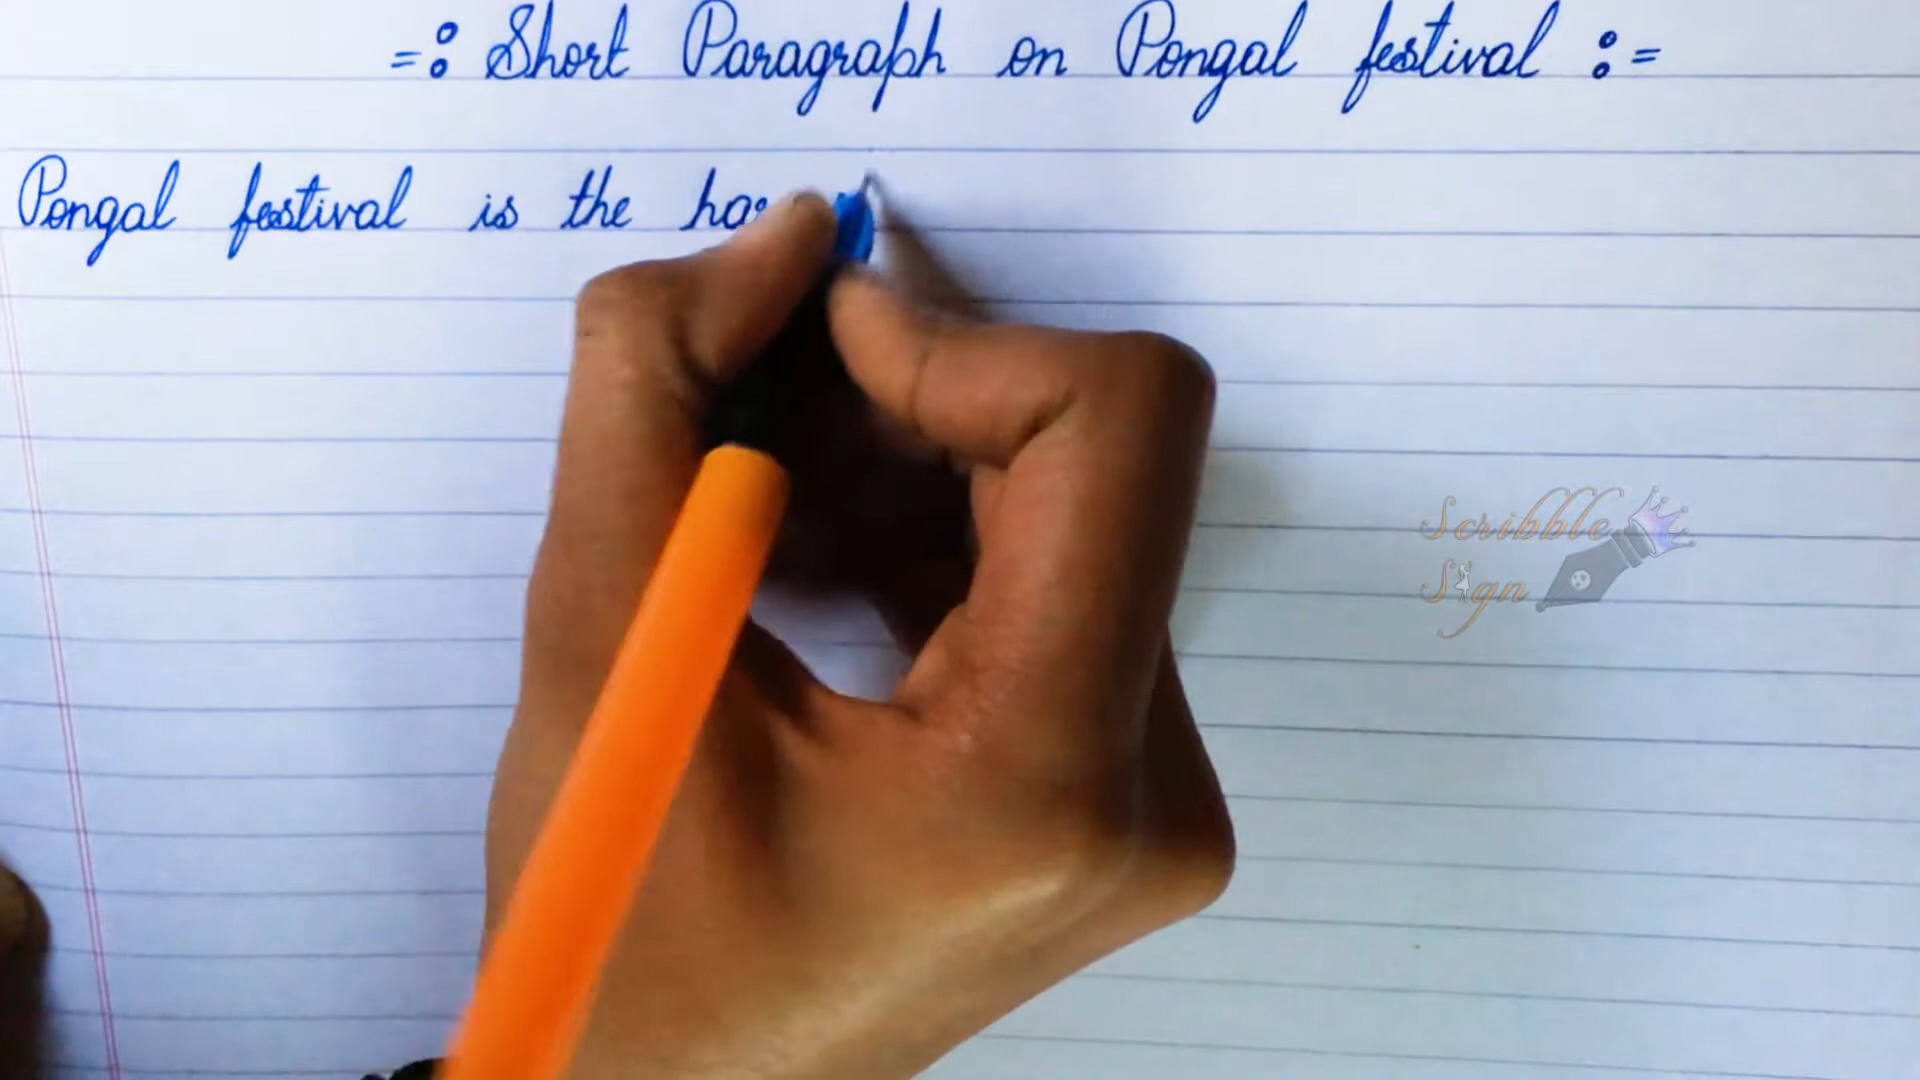 =: Short Paragraph on Pongal festival :=
Pongal festival is the
Scribble
Sign